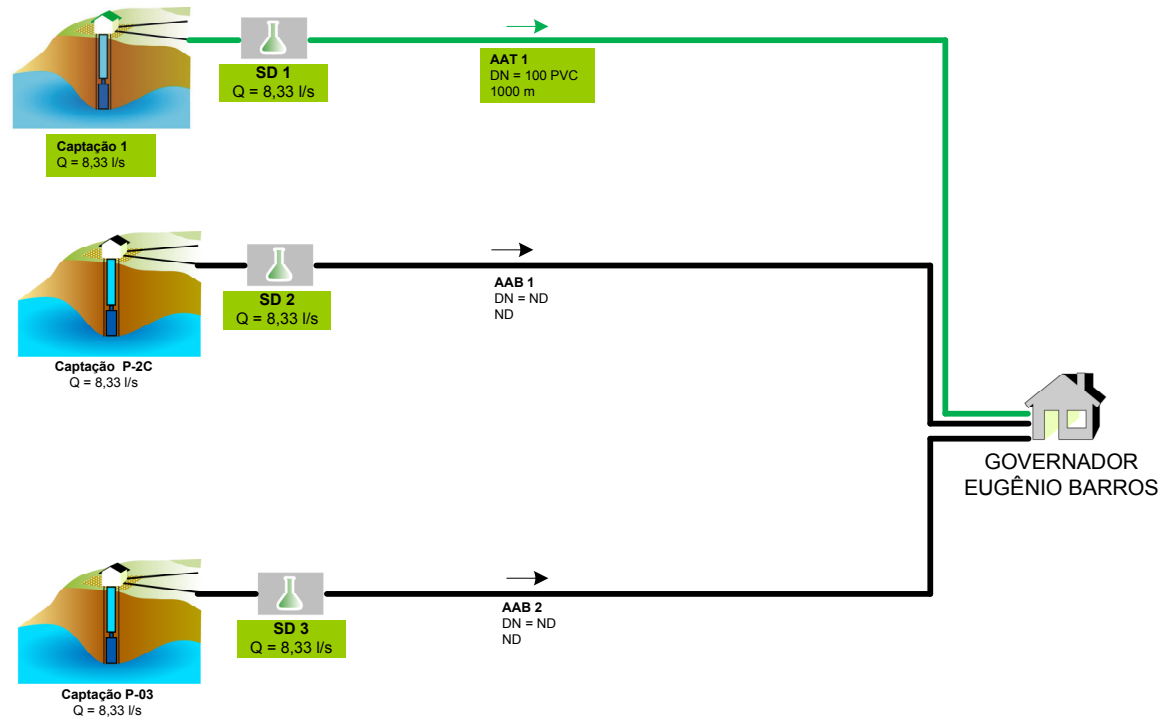 SD 1
Q = 8,33 l/s
AAT 1
DN = 100 PVC
1000 m
Captação 1
Q = 8,33 l/s
SD 2
Q = 8,33 l/s
AAB 1
DN = ND
ND
Captação P-2C
Q = 8,33 l/s
GOVERNADOR
EUGÊNIO BARROS
SD 3
Q = 8,33 l/s
AAB 2
DN = ND
ND
Captação P-03
Q = 8,33 l/s